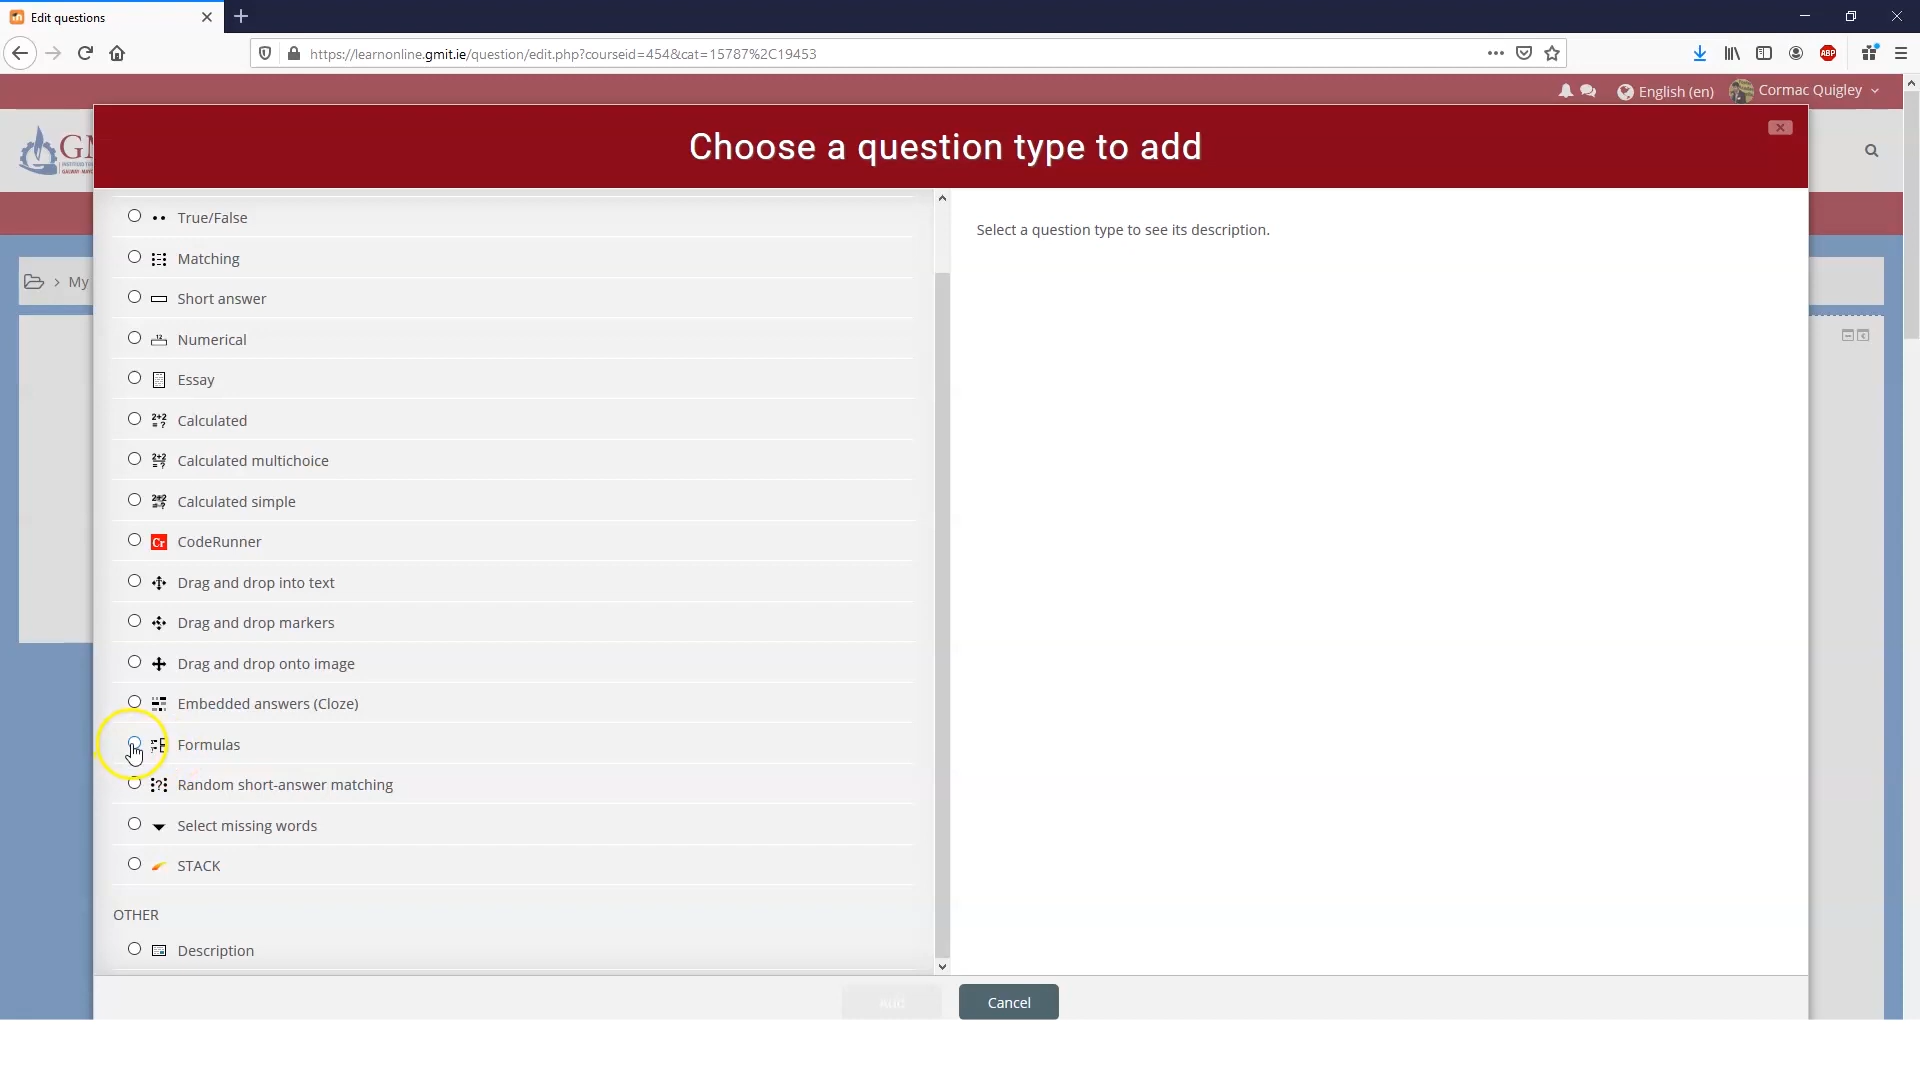 Edit questions
https://learnonline.gmit.ie/question/edit.php?courseid=454&cat=15787%2C19453
ABP
English (en)
Cormac Quigley
Choose a question type to add
My
True/False
Matching
Short answer
Numerical
Essay
Calculated
Calculated multichoice
Calculated simple
Cr CodeRunner
Drag and drop into text
Drag and drop markers
Drag and drop onto image
Embedded answers (Cloze)
Formulas
Random short-answer matching
Select missing words
STACK
OTHER
Description
Select a question type to see its description.
Add
Cancel